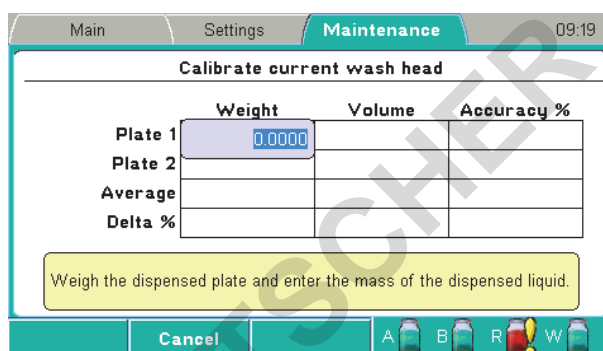 Main Settings Maintenance 09:19
Calibrate current wash head
Weight Volume Accuracy %
Plate 1 0.0000
Plate 2
Average
Delta %
Weigh the dispensed plate and enter the mass of the dispensed liquid.
Cancel A B R W
TSCHER